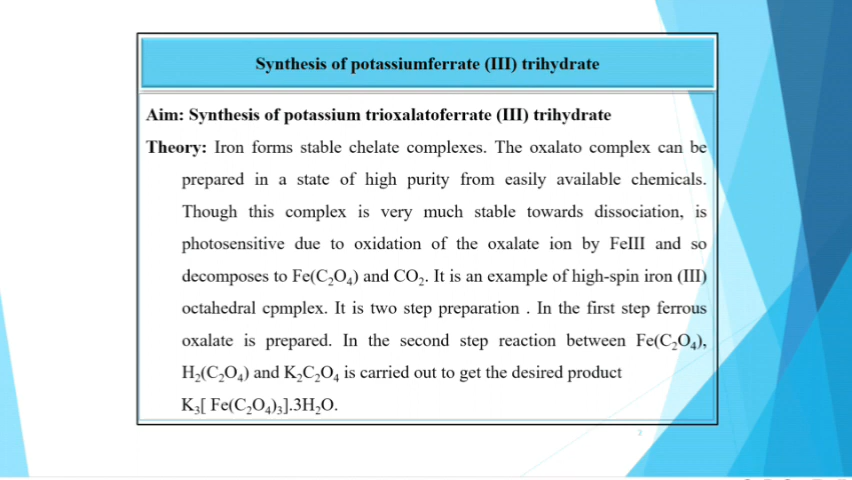 Synthesis of potassiumferrate (III) trihydrate
Aim: Synthesis of potassium trioxalatoferrate (III) trihydrate
Theory: Iron forms stable chelate complexes. The oxalato complex can be
prepared in a state of high purity from easily available chemicals.
Though this complex is very much stable towards dissociation, is
photosensitive due to oxidation of the oxalate ion by FeIII and so
decomposes to Fe(C₂O₄) and CO₂. It is an example of high-spin iron (III)
octahedral cpmplex. It is two step preparation . In the first step ferrous
oxalate is prepared. In the second step reaction between Fe(C₂O₄),
H₂(C₂O₄) and K₂C₂O₄ is carried out to get the desired product
K₃[ Fe(C₂O₄)₃].3H₂O.
2